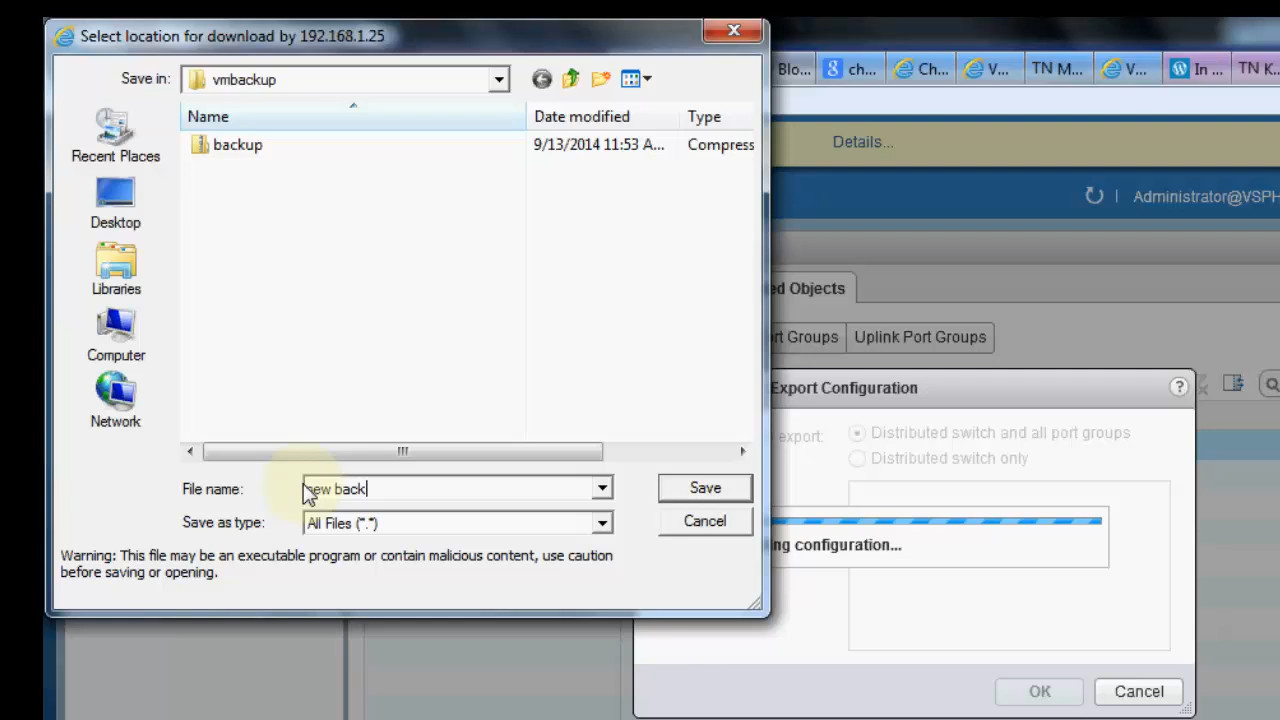 Select location for download by 192.168.1.25
Save in: vmbackup
Name Date modified Type
backup 9/13/2014 11:53 A... Compress
Recent Places
Desktop
Libraries
Computer
Network
File name: new back
Save as type: All Files (*.*)
Save
Cancel
Warning: This file may be an executable program or contain malicious content, use caution
before saving or opening.
Blo... ch... Ch... V... TN M... V... In ... TN K...
Details...
Administrator@VSPH
ed Objects
rt Groups Uplink Port Groups
Export Configuration
export: Distributed switch and all port groups
Distributed switch only
ng configuration...
OK Cancel